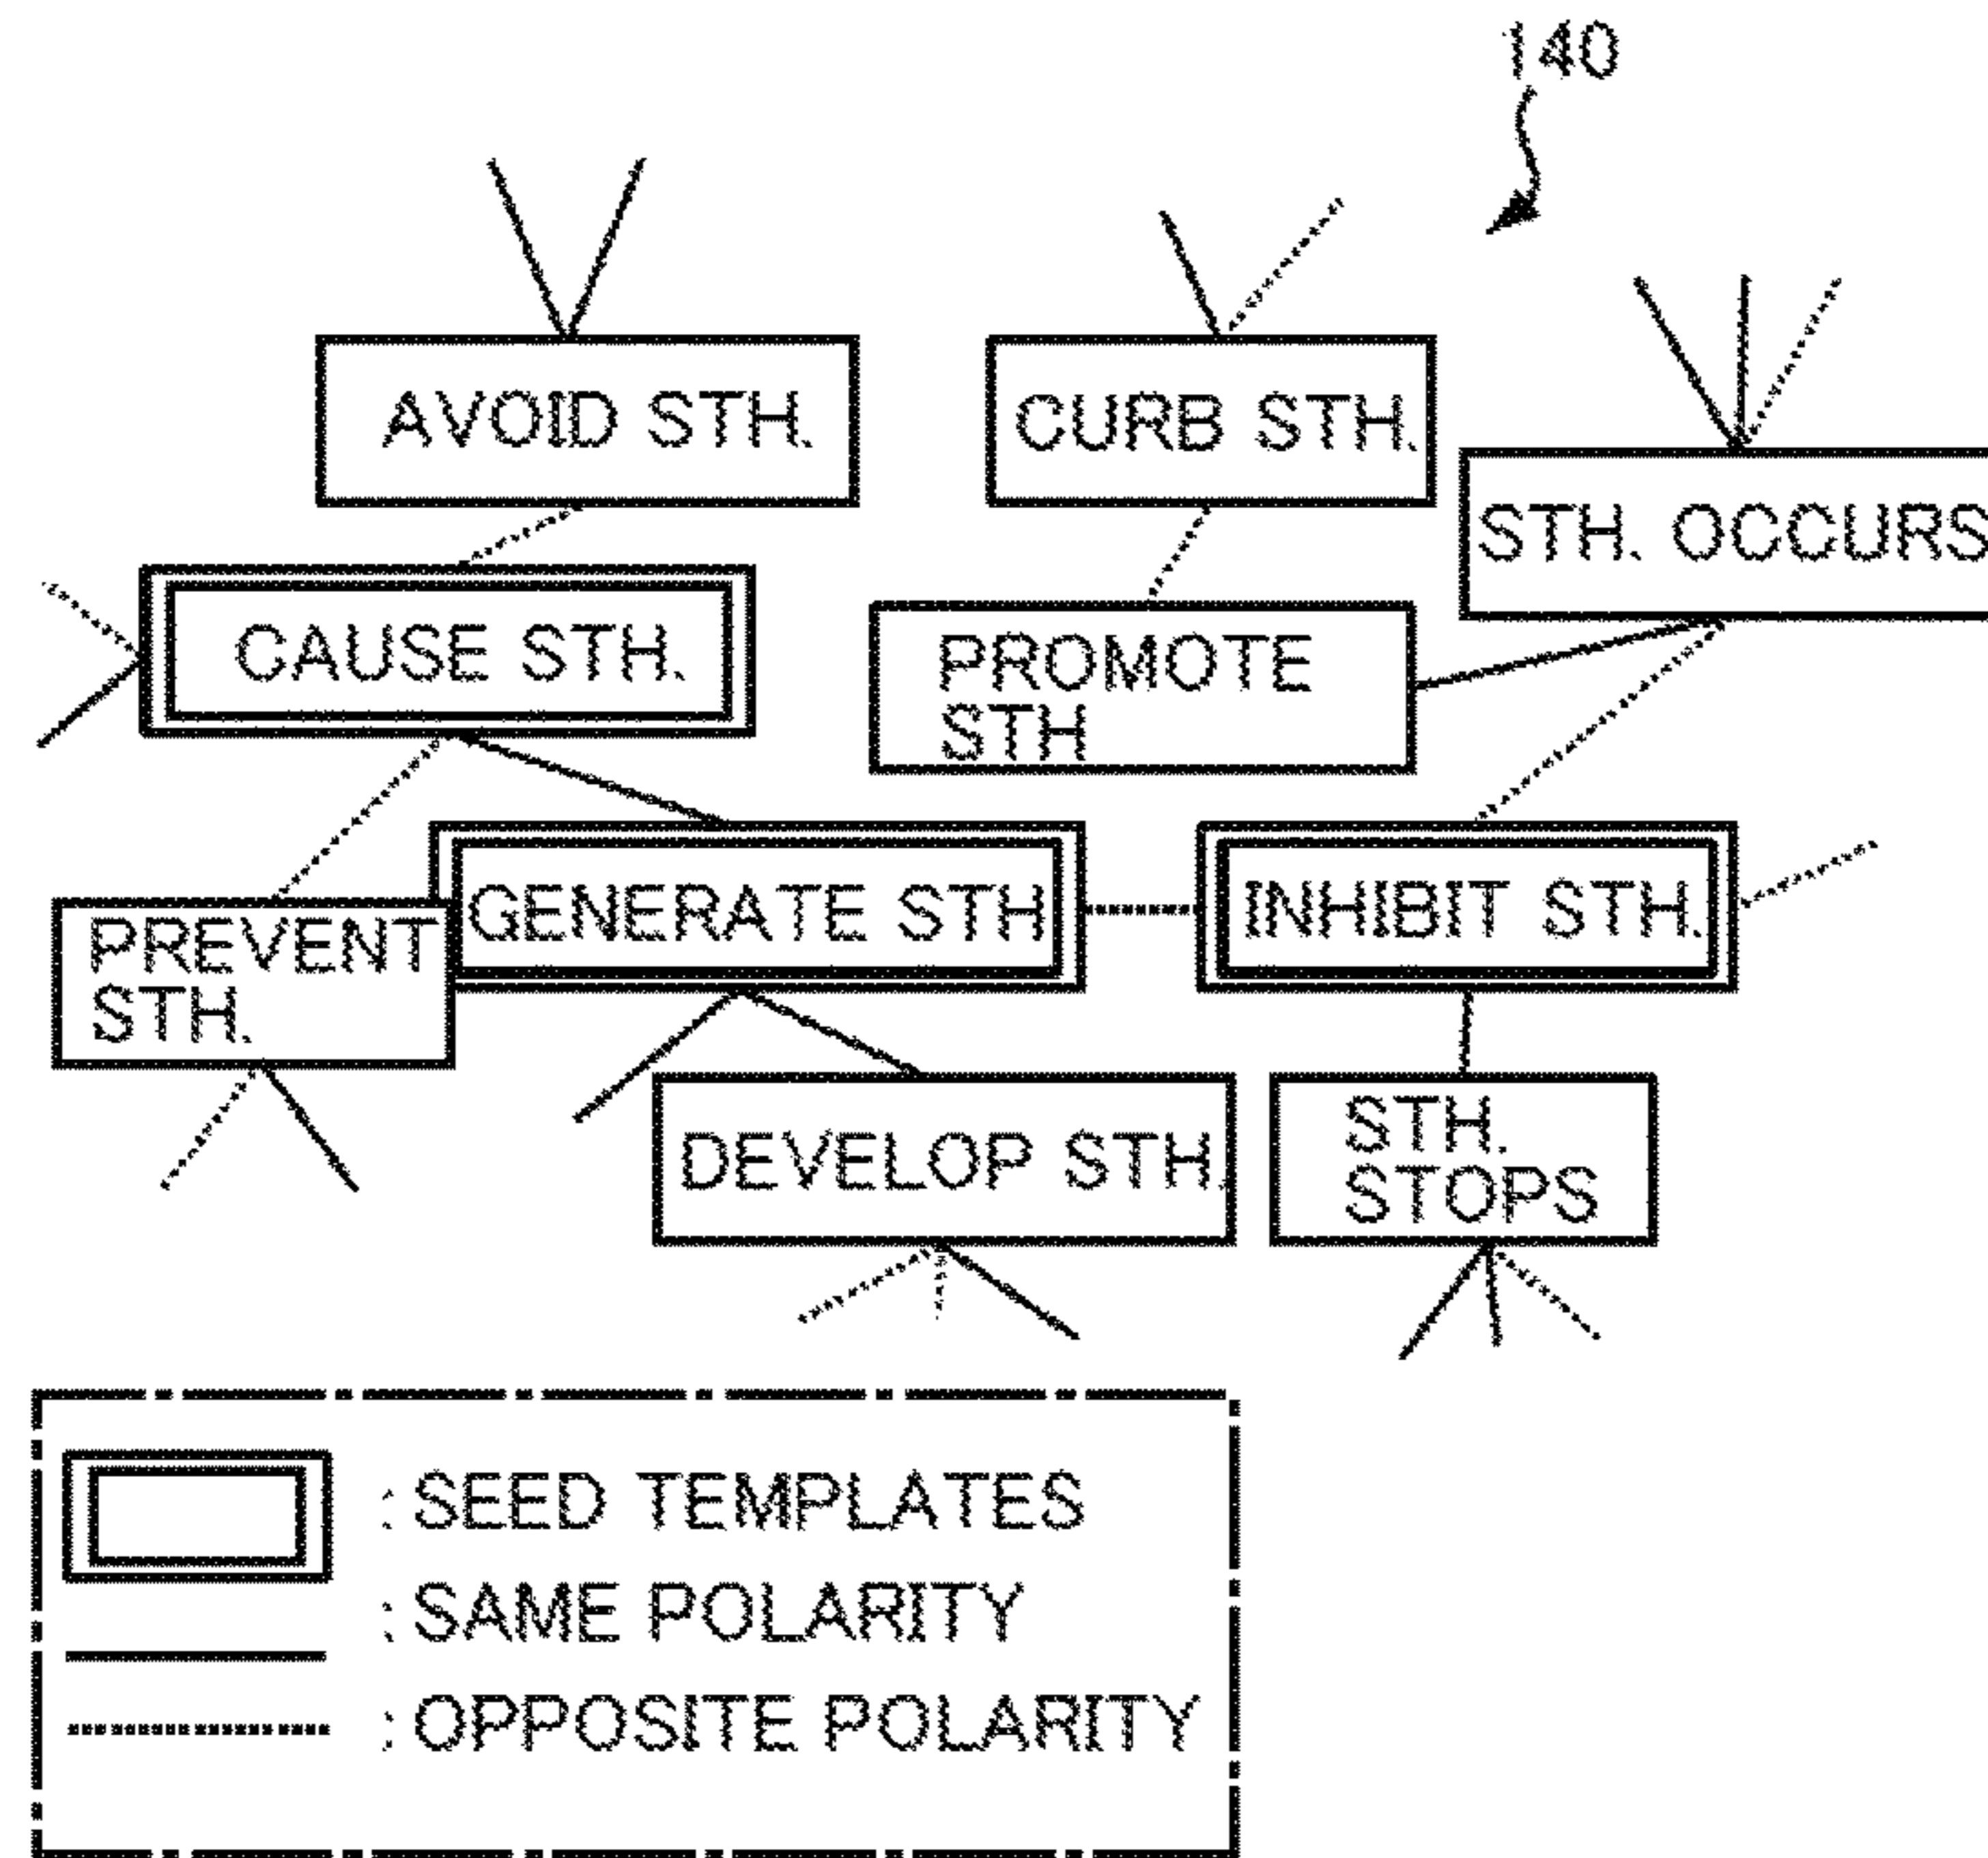 140
AVOID STH.
CURB STH.
STH. OCCURS
CAUSE STH.
PROMOTE
STH
GENERATE STH
INHIBIT STH.
PREVENT
STH.
DEVELOP STH.
STH.
STOPS
: SEED TEMPLATES
: SAME POLARITY
: OPPOSITE POLARITY